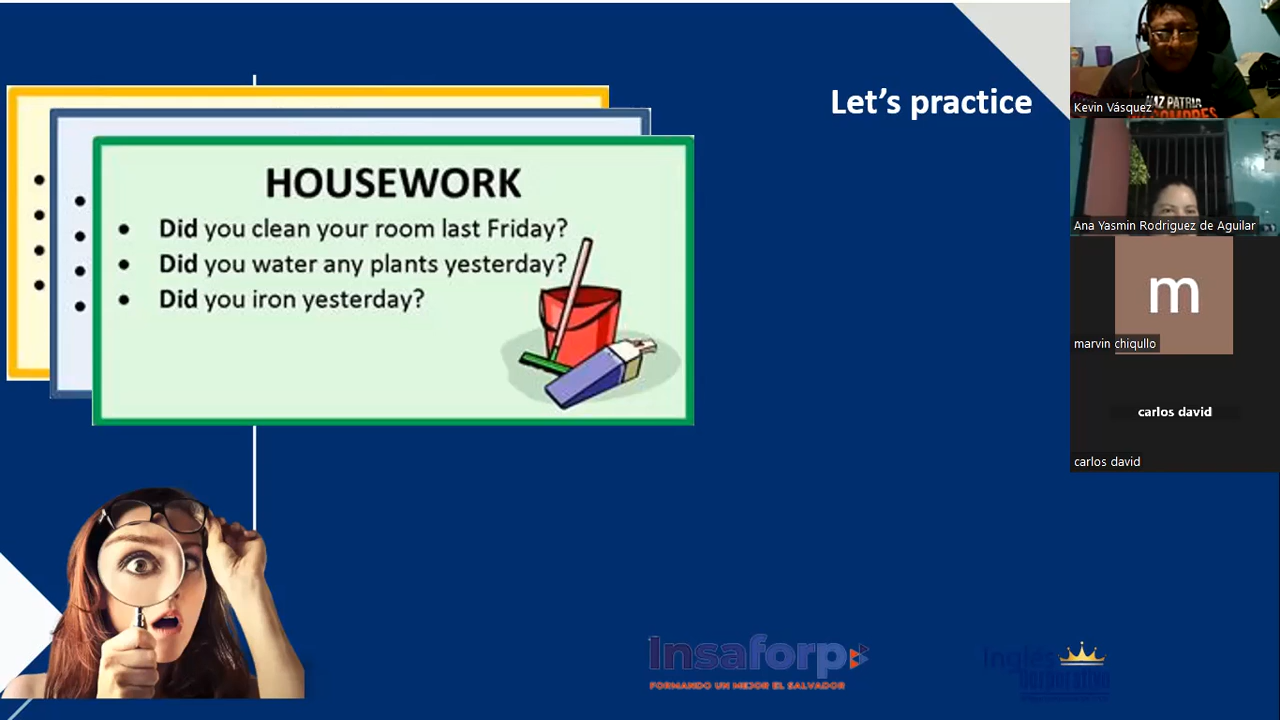 Let's practice
HOUSEWORK
• Did you clean your room last Friday?
• Did you water any plants yesterday?
• Did you iron yesterday?
Insaforp
FORMANDO UN MEJOR EL SALVADOR
Inglés
Corporativo
Kevin Vásquez
Ana Yasmin Rodriguez de Aguilar
m
marvin chiqullo
carlos david
carlos david